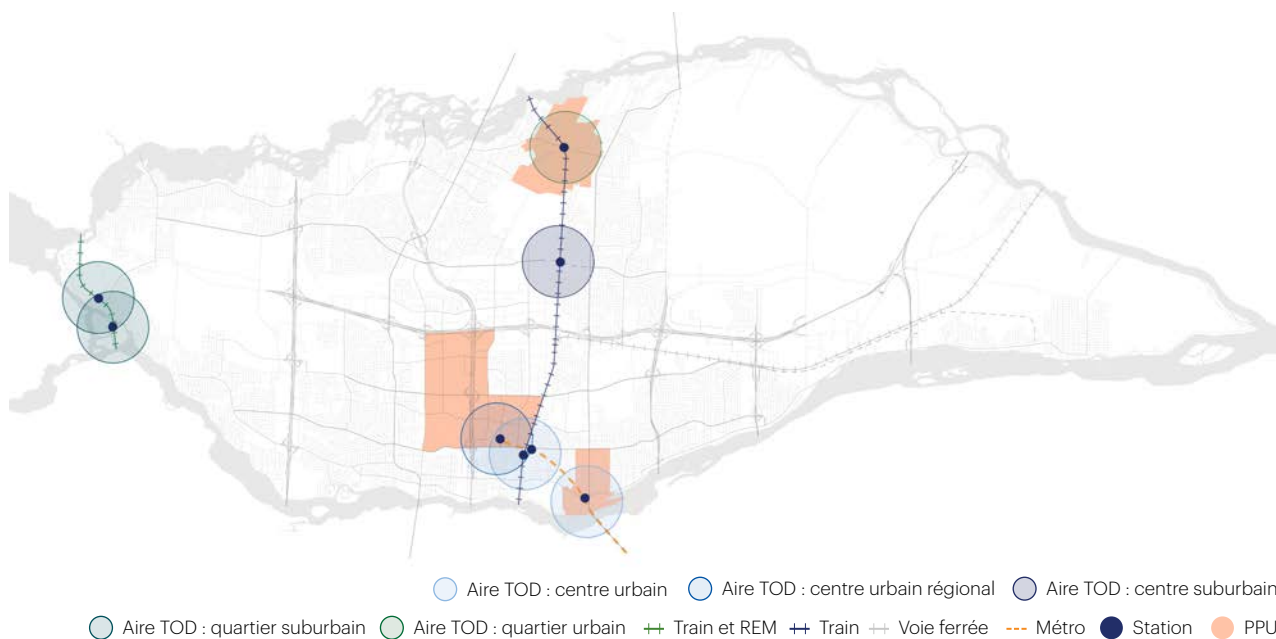 Aire TOD : centre urbain Aire TOD : centre urbain régional Aire TOD : centre suburbain
Aire TOD : quartier suburbain Aire TOD : quartier urbain Train et REM Train Voie ferrée Métro Station PPU